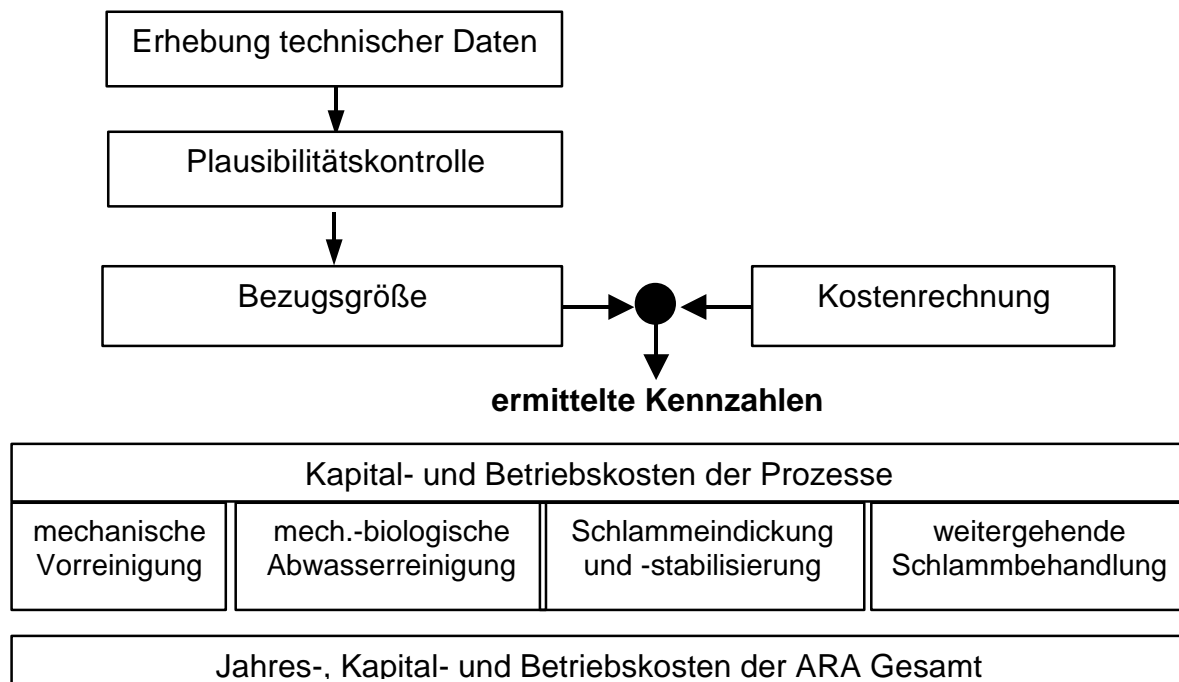 Erhebung technischer Daten
Plausibilitätskontrolle
Bezugsgröße
Kostenrechnung
ermittelte Kennzahlen
Kapital- und Betriebskosten der Prozesse
mechanische
Vorreinigung
mech.-biologische
Abwasserreinigung
Schlammeindickung
und -stabilisierung
weitergehende
Schlammbehandlung
Jahres-, Kapital- und Betriebskosten der ARA Gesamt